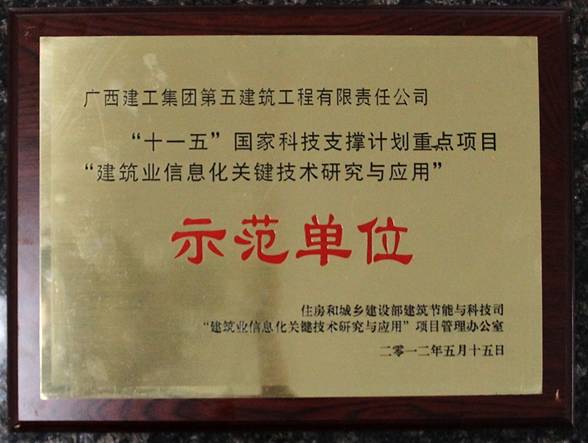 广西建工集团第五建筑工程有限责任公司
“十一五”国家科技支撑计划重点项目
“建筑业信息化关键技术研究与应用”
示范单位
住房和城乡建设部建筑节能与科技司
“建筑业信息化关键技术研究与应用”项目管理办公室
二零一二年五月十五日